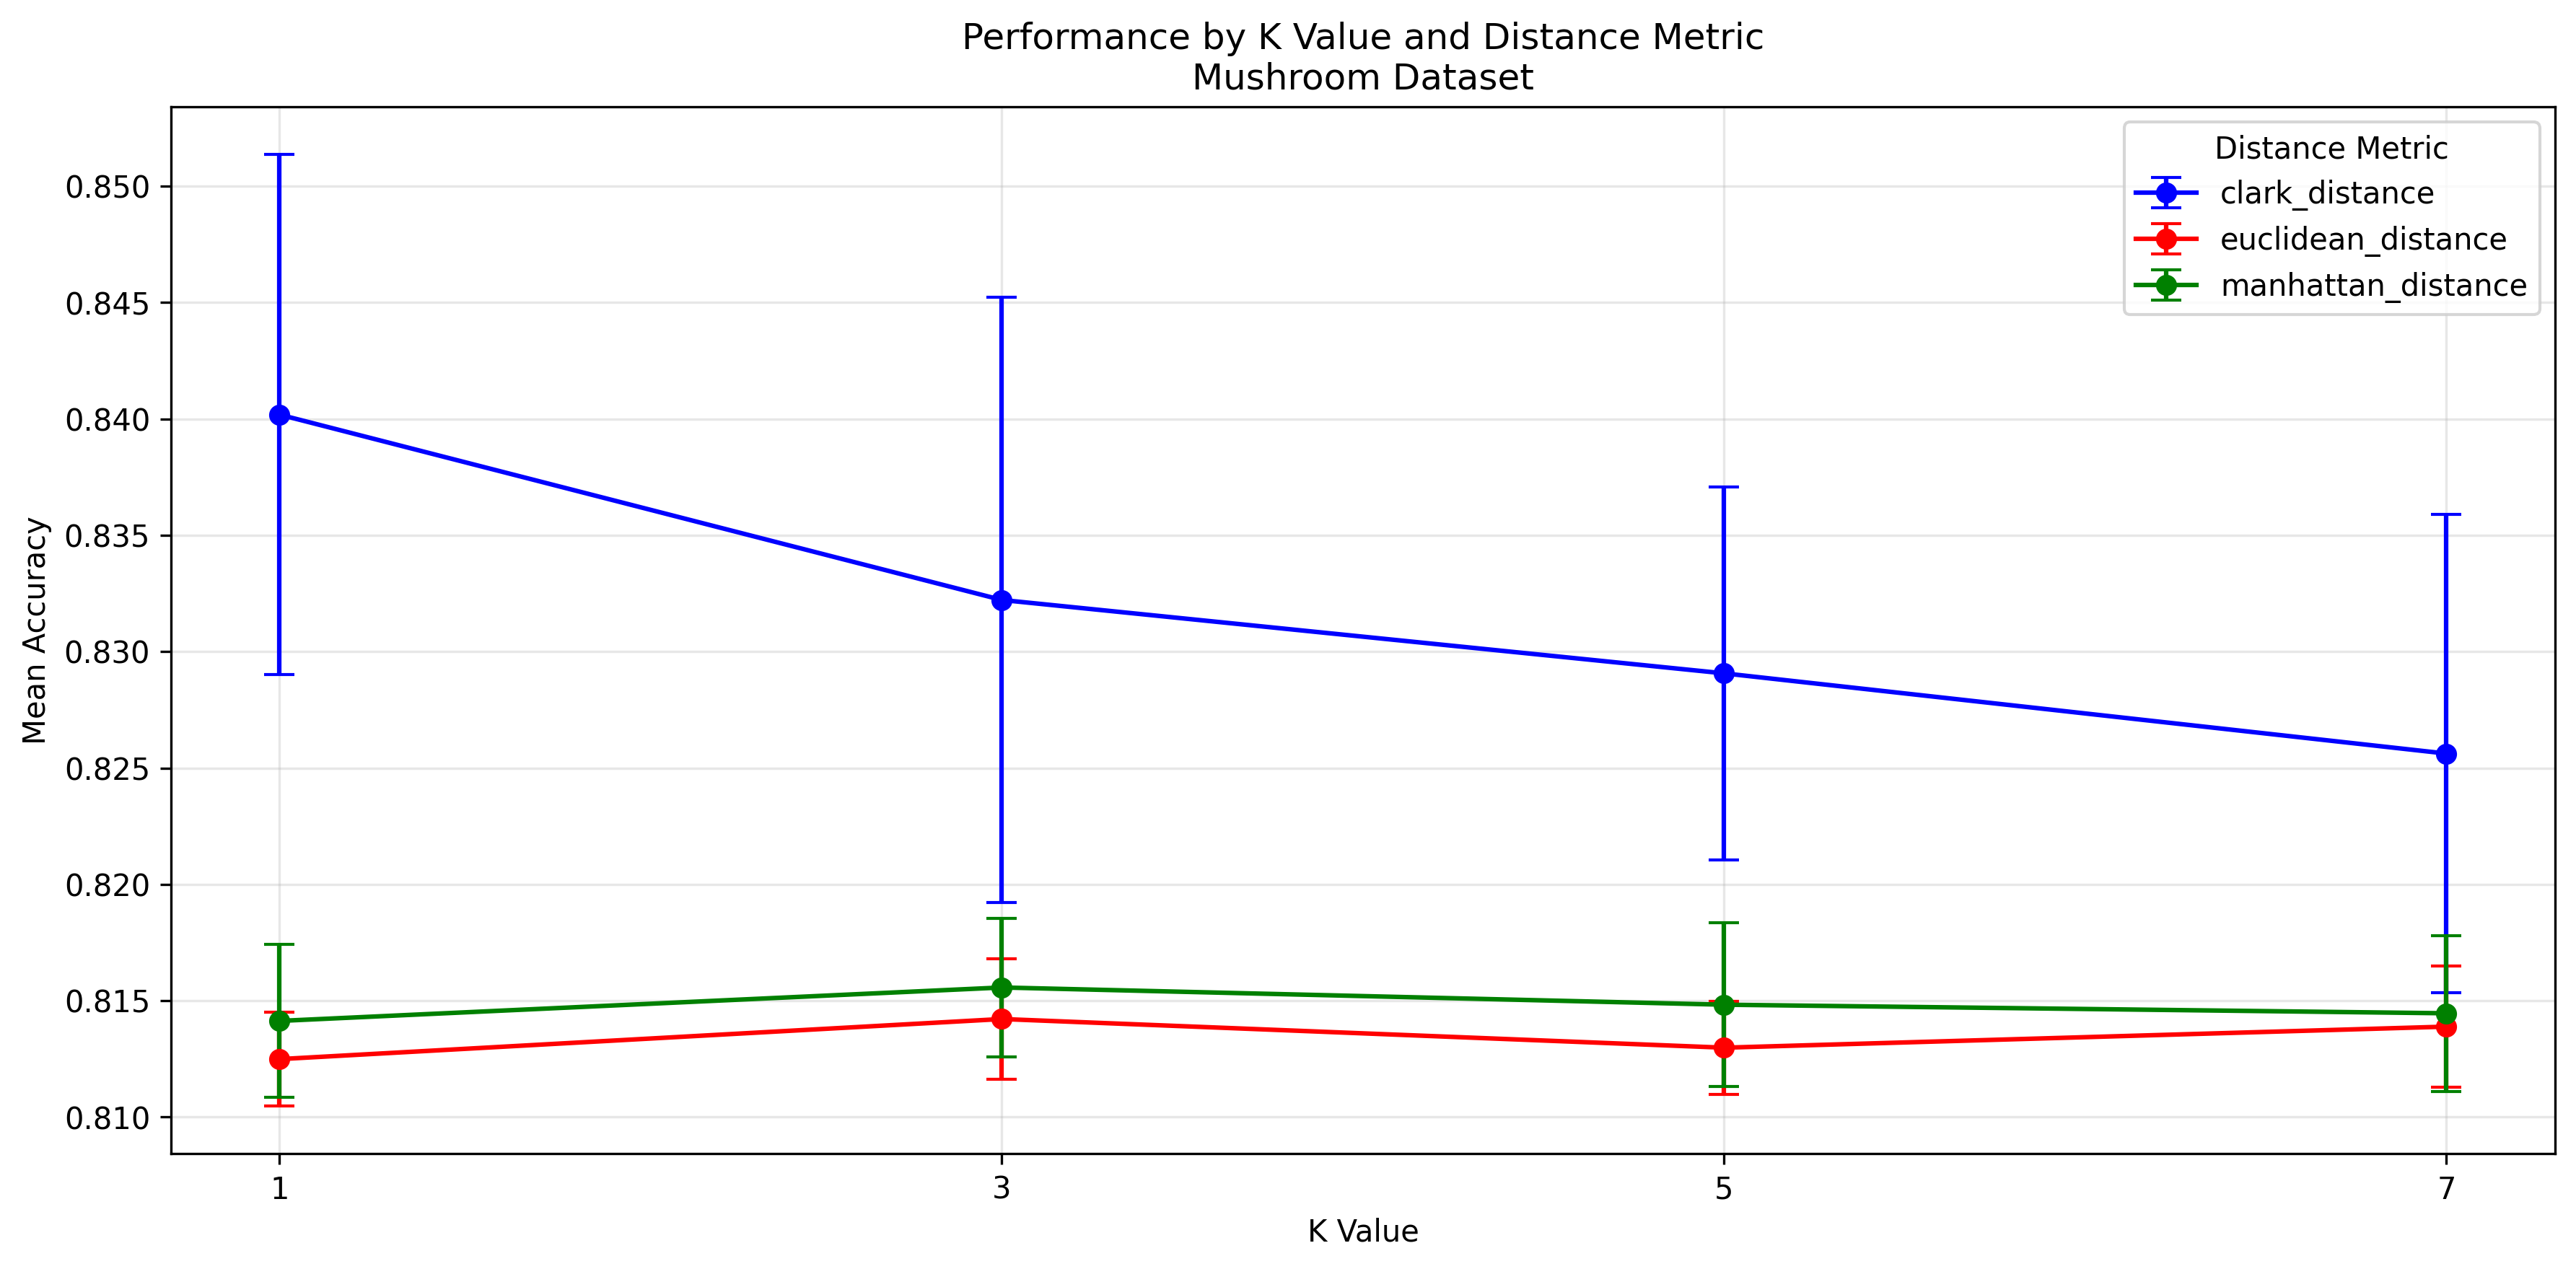 Performance by K Value and Distance Metric
Mushroom Dataset
Distance Metric
clark_distance
euclidean_distance
manhattan_distance
Mean Accuracy
0.850
0.845
0.840
0.835
0.830
0.825
0.820
0.815
0.810
1
3
5
7
K Value